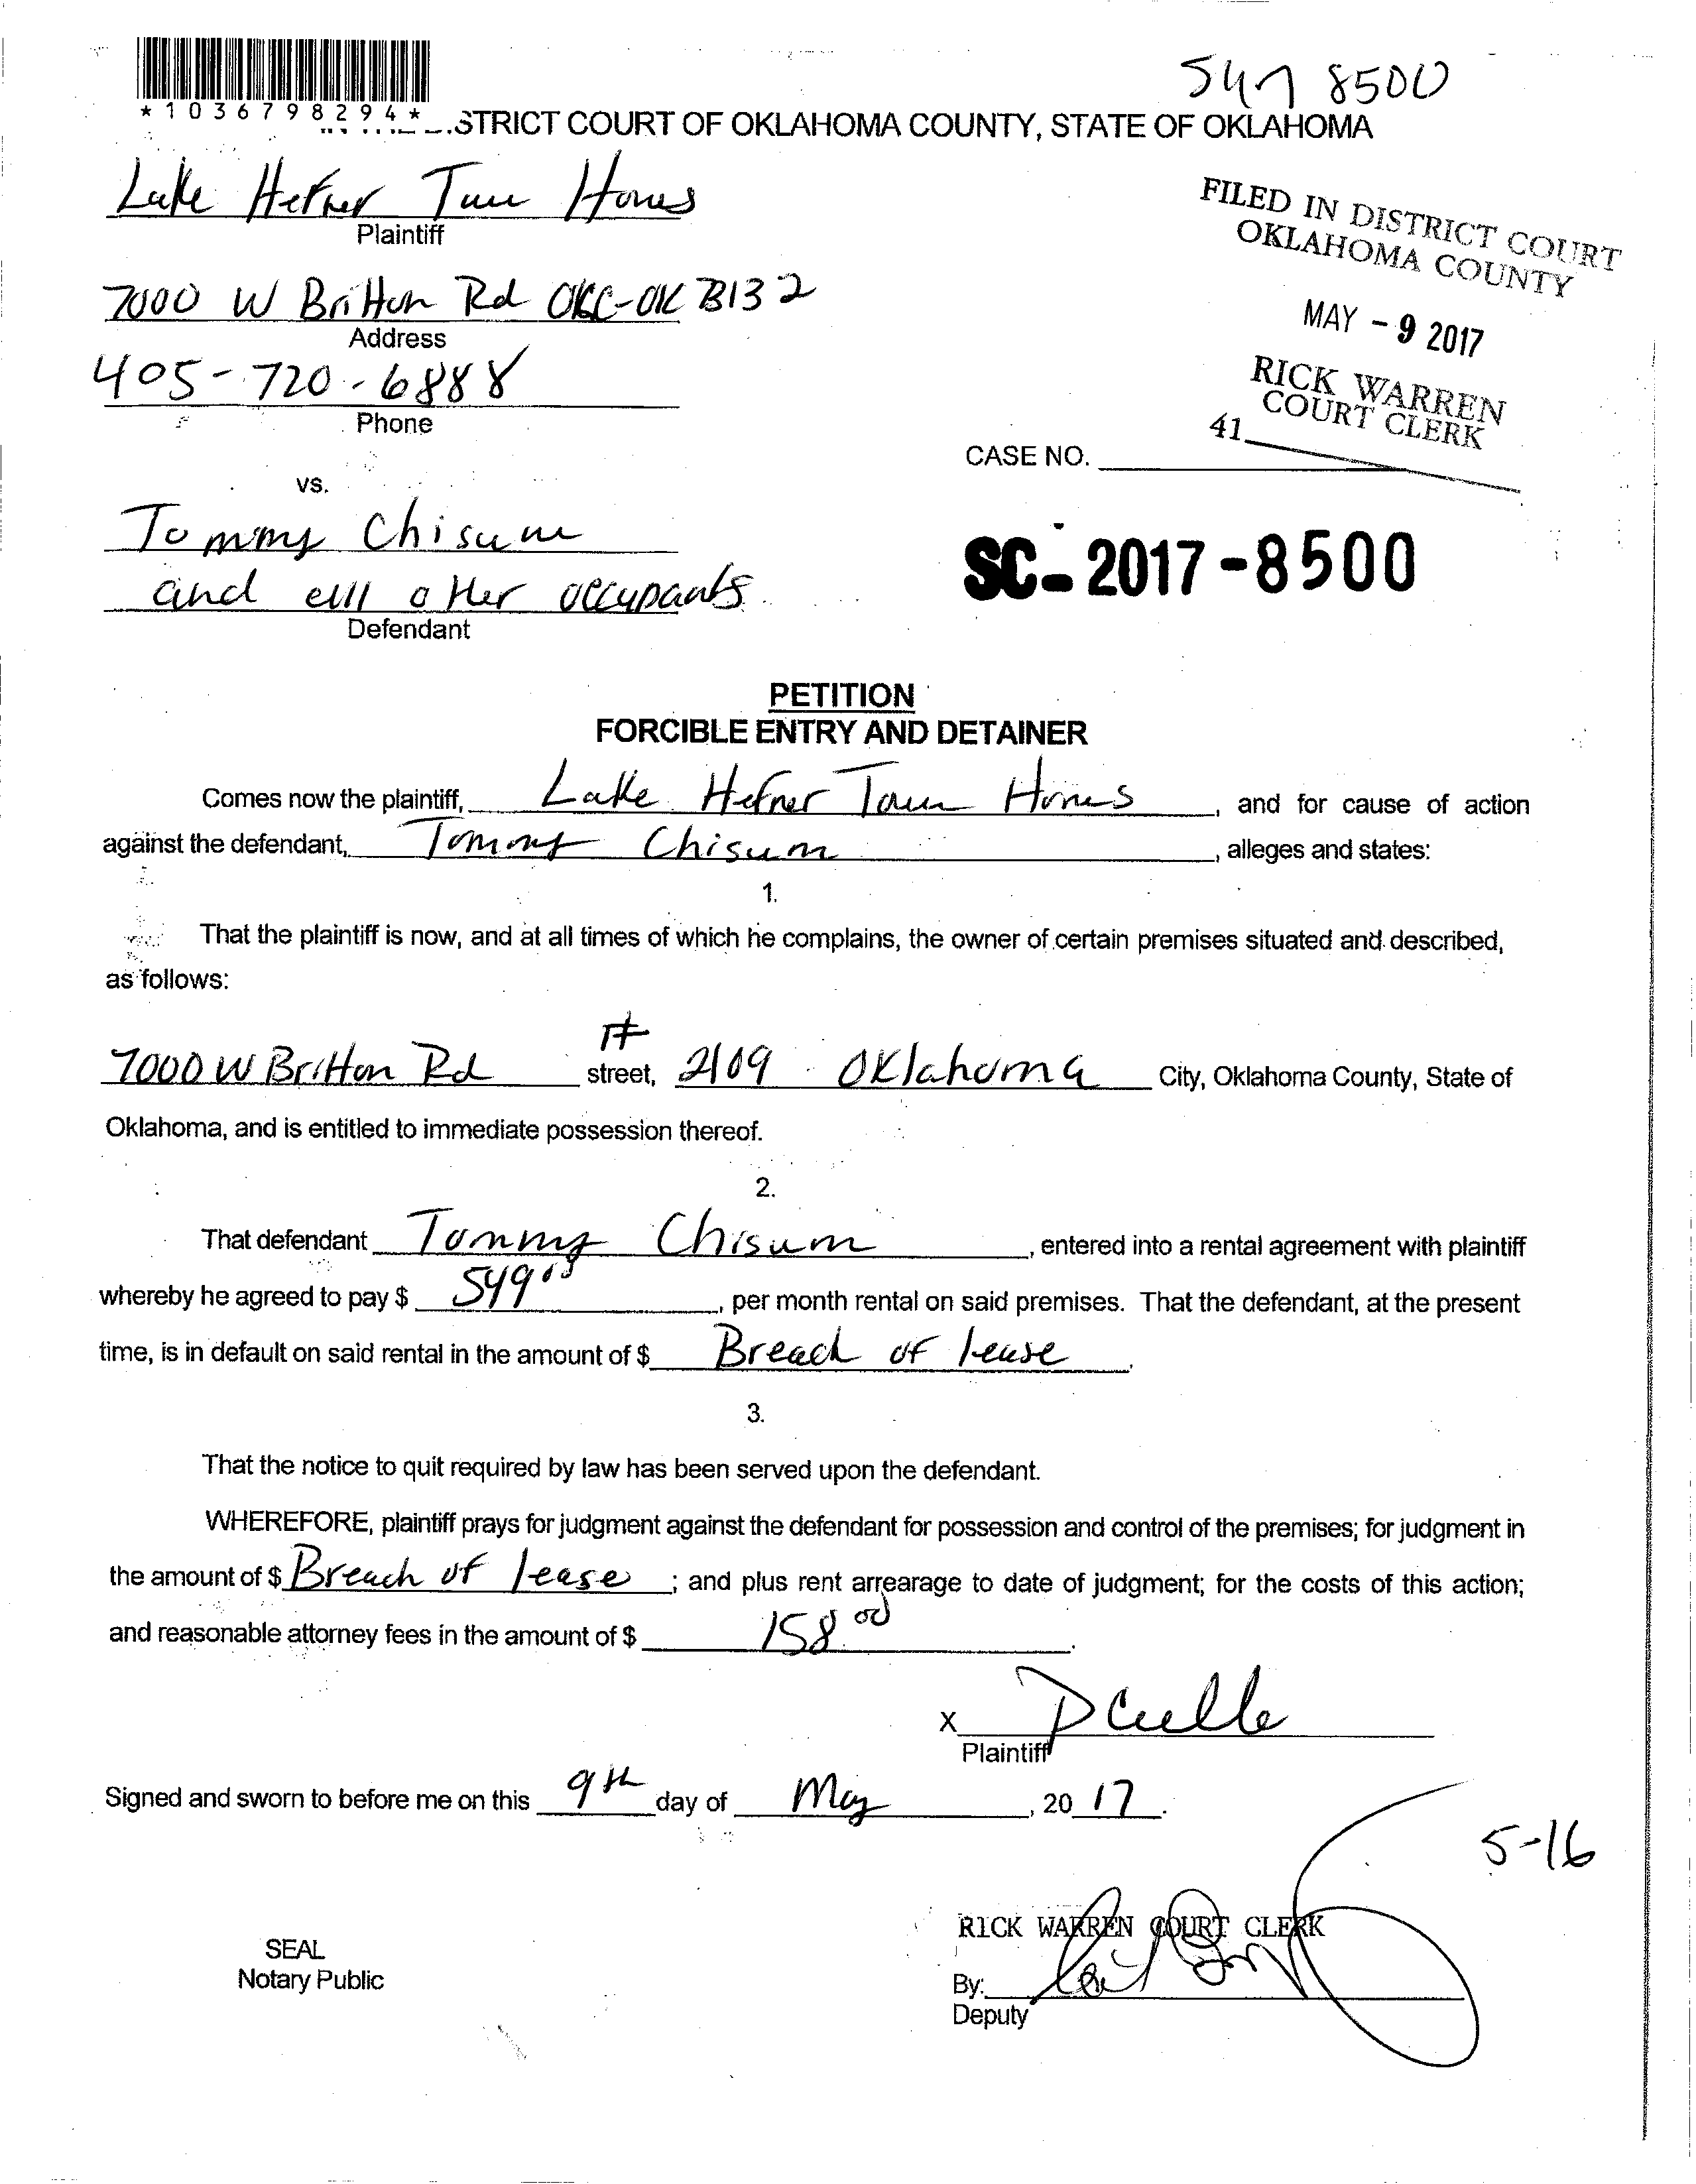 8500
*1036798294*
STRICT COURT OF OKLAHOMA COUNTY, STATE OF OKLAHOMA
Lake Hefner Town Homes
Plaintiff
FILED IN DISTRICT COURT
OKLAHOMA COUNTY
7000 W Britton Rd OKC-OK 73132
Address
MAY - 9 2017
405-720-6888
Phone
RICK WARREN
COURT CLERK
41
CASE NO.
vs.
Tommy Chisum
and all other occupants
Defendant
SC-2017-8500
PETITION
FORCIBLE ENTRY AND DETAINER
Comes now the plaintiff, Lake Hefner Town Homes, and for cause of action
against the defendant, Tommy Chisum, alleges and states:
1.
That the plaintiff is now, and at all times of which he complains, the owner of certain premises situated and described,
as follows:
#
7000 W Britton Rd street, 2109 Oklahoma City, Oklahoma County, State of
Oklahoma, and is entitled to immediate possession thereof.
2.
That defendant Tommy Chisum, entered into a rental agreement with plaintiff
whereby he agreed to pay $ 549 00, per month rental on said premises. That the defendant, at the present
time, is in default on said rental in the amount of $ Breach of lease.
3.
That the notice to quit required by law has been served upon the defendant.
WHEREFORE, plaintiff prays for judgment against the defendant for possession and control of the premises; for judgment in
the amount of $ Breach of lease; and plus rent arrearage to date of judgment; for the costs of this action;
and reasonable attorney fees in the amount of $ 158.00.
X
Plaintiff
Signed and sworn to before me on this 9th day of May, 20 17.
5-16
RICK WARREN COURT CLERK
SEAL
Notary Public
By:
Deputy